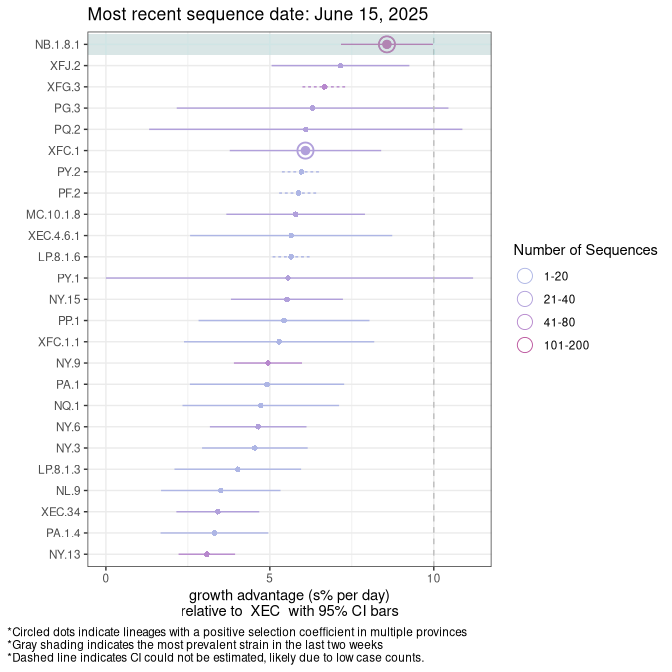 Most recent sequence date: June 15, 2025
NB.1.8.1
XFJ.2
XFG.3
PG.3
PQ.2
XFC.1
PY.2
PF.2
MC.10.1.8
XEC.4.6.1
LP.8.1.6
PY.1
NY.15
PP.1
XFC.1.1
NY.9
PA.1
NQ.1
NY.6
NY.3
LP.8.1.3
NL.9
XEC.34
PA.1.4
NY.13
0 5 10
growth advantage (s% per day)
relative to XEC with 95% CI bars
Number of Sequences
1-20
21-40
41-80
101-200
*Circled dots indicate lineages with a positive selection coefficient in multiple provinces
*Gray shading indicates the most prevalent strain in the last two weeks
*Dashed line indicates CI could not be estimated, likely due to low case counts.